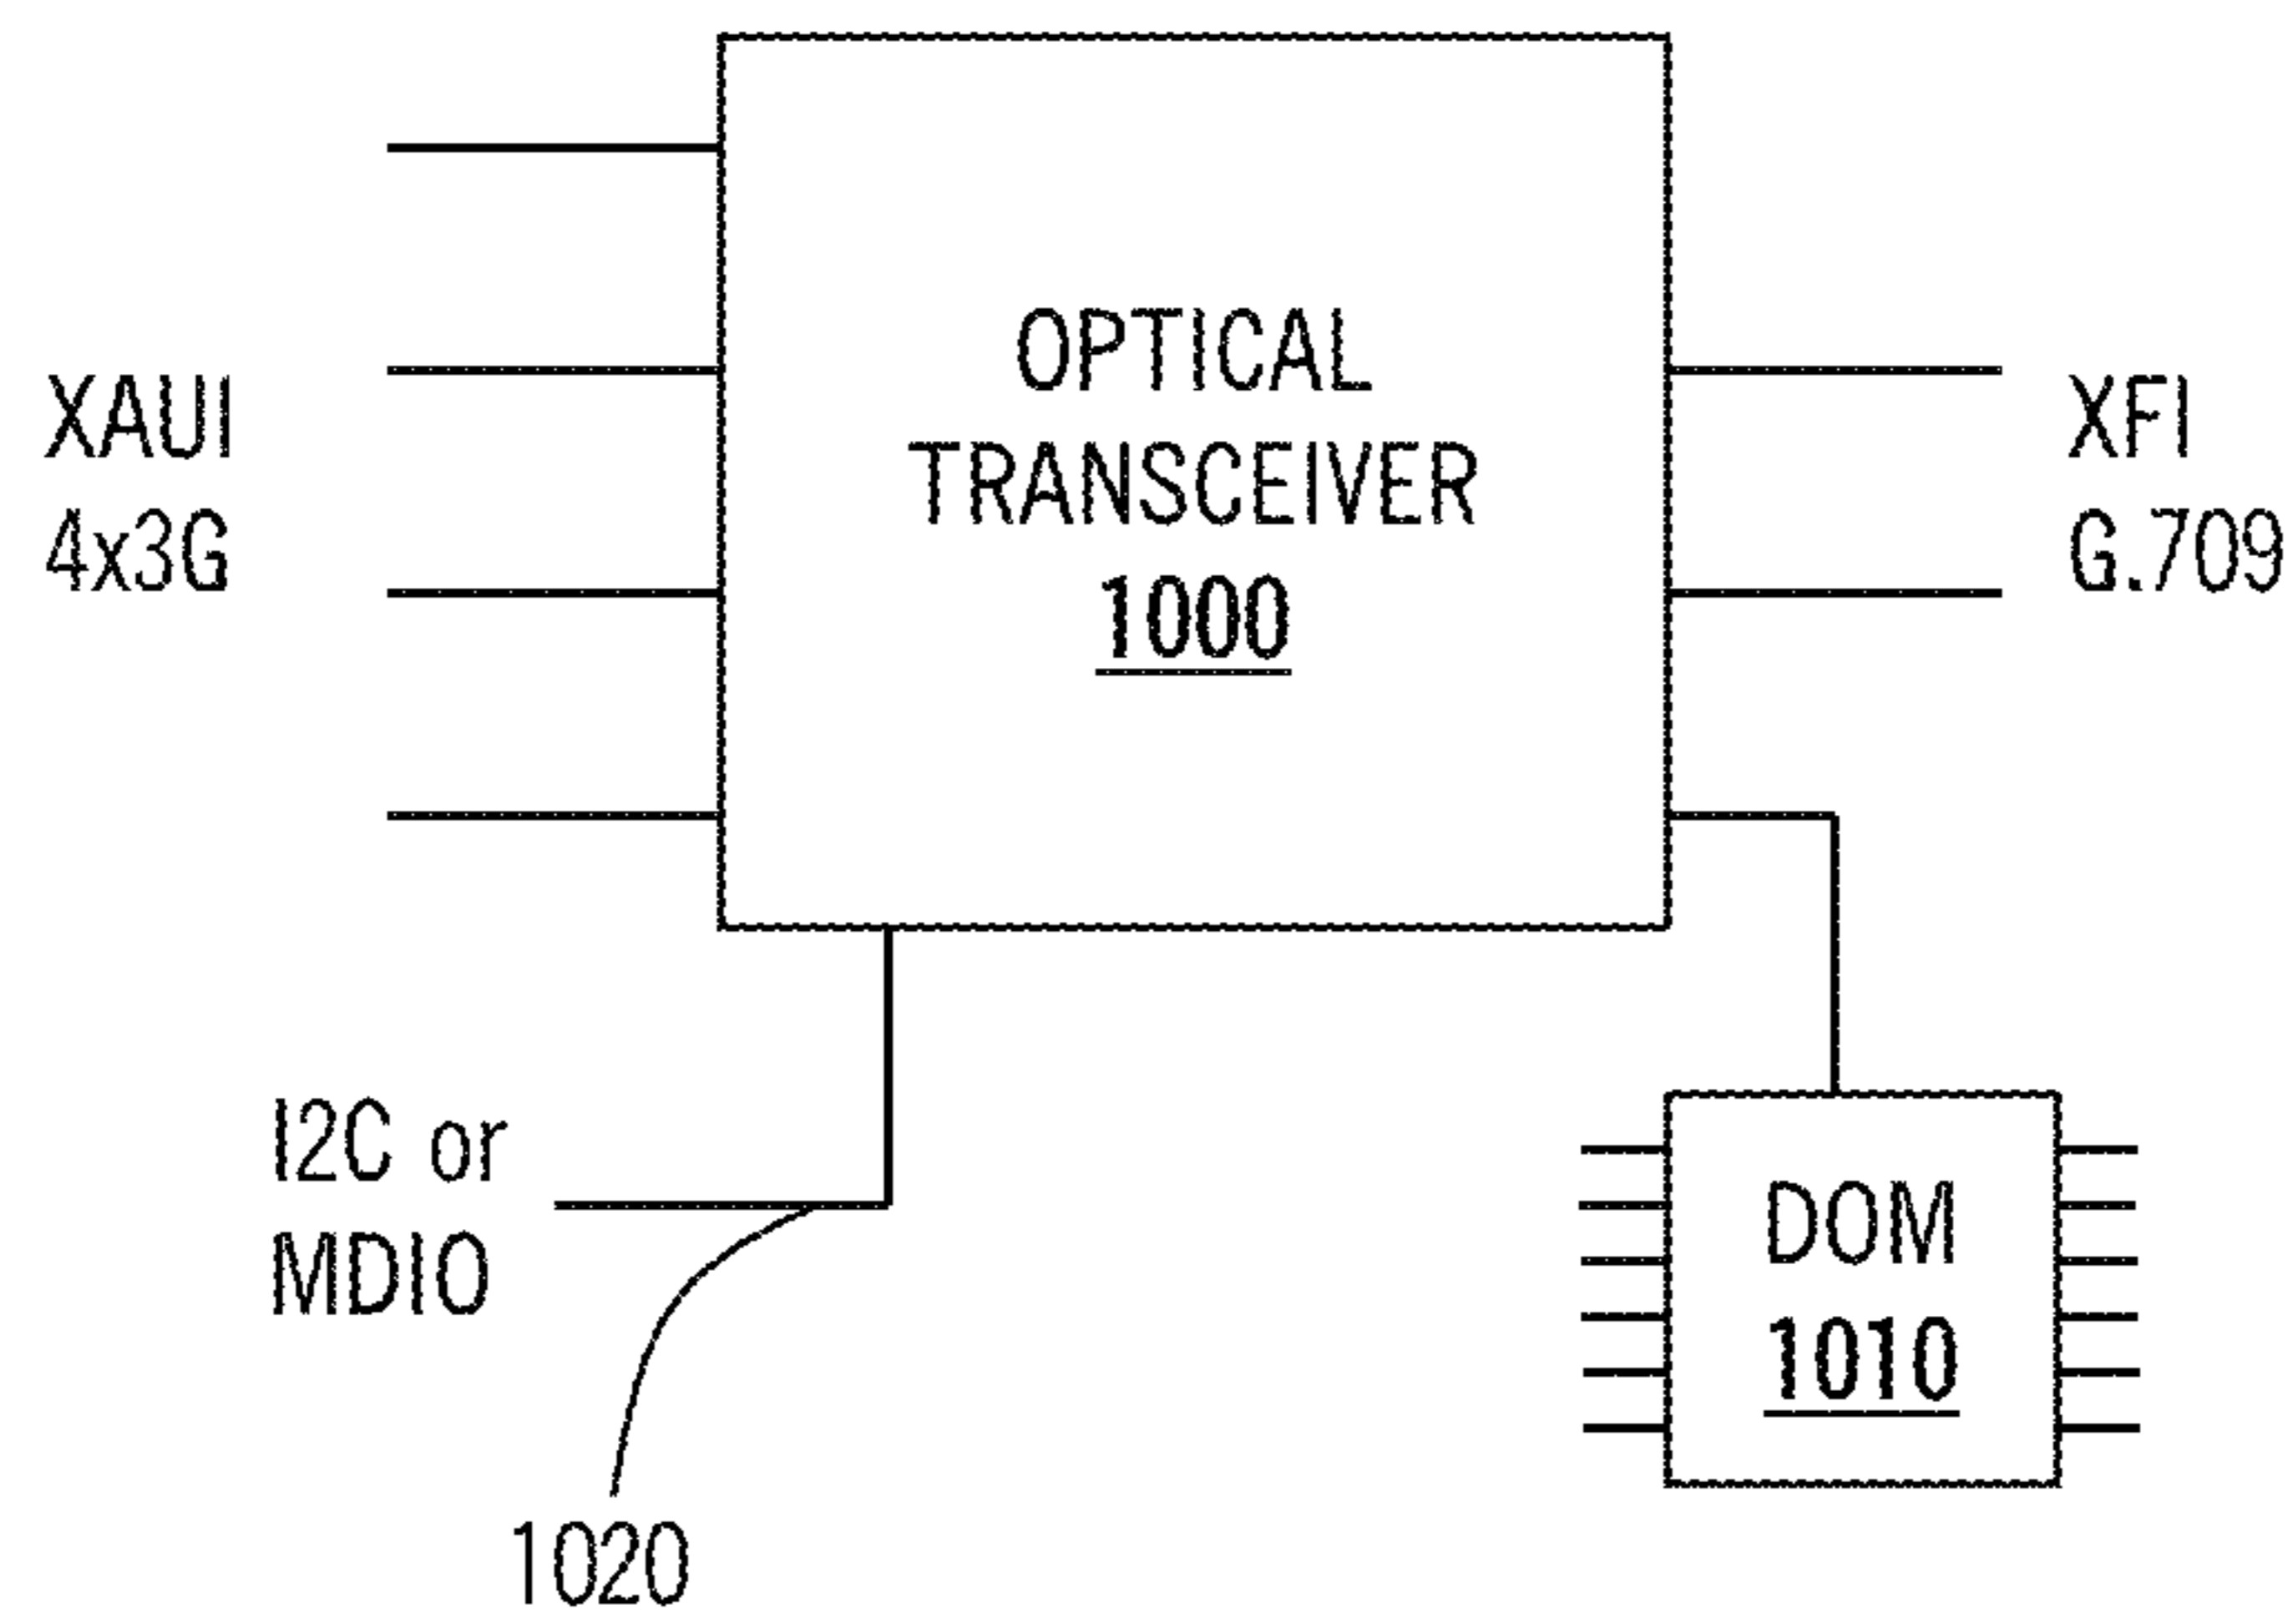 OPTICAL
TRANSCEIVER
1000
XAUI
4x3G
XFI
G.709
I2C or
MDIO
1020
DOM
1010